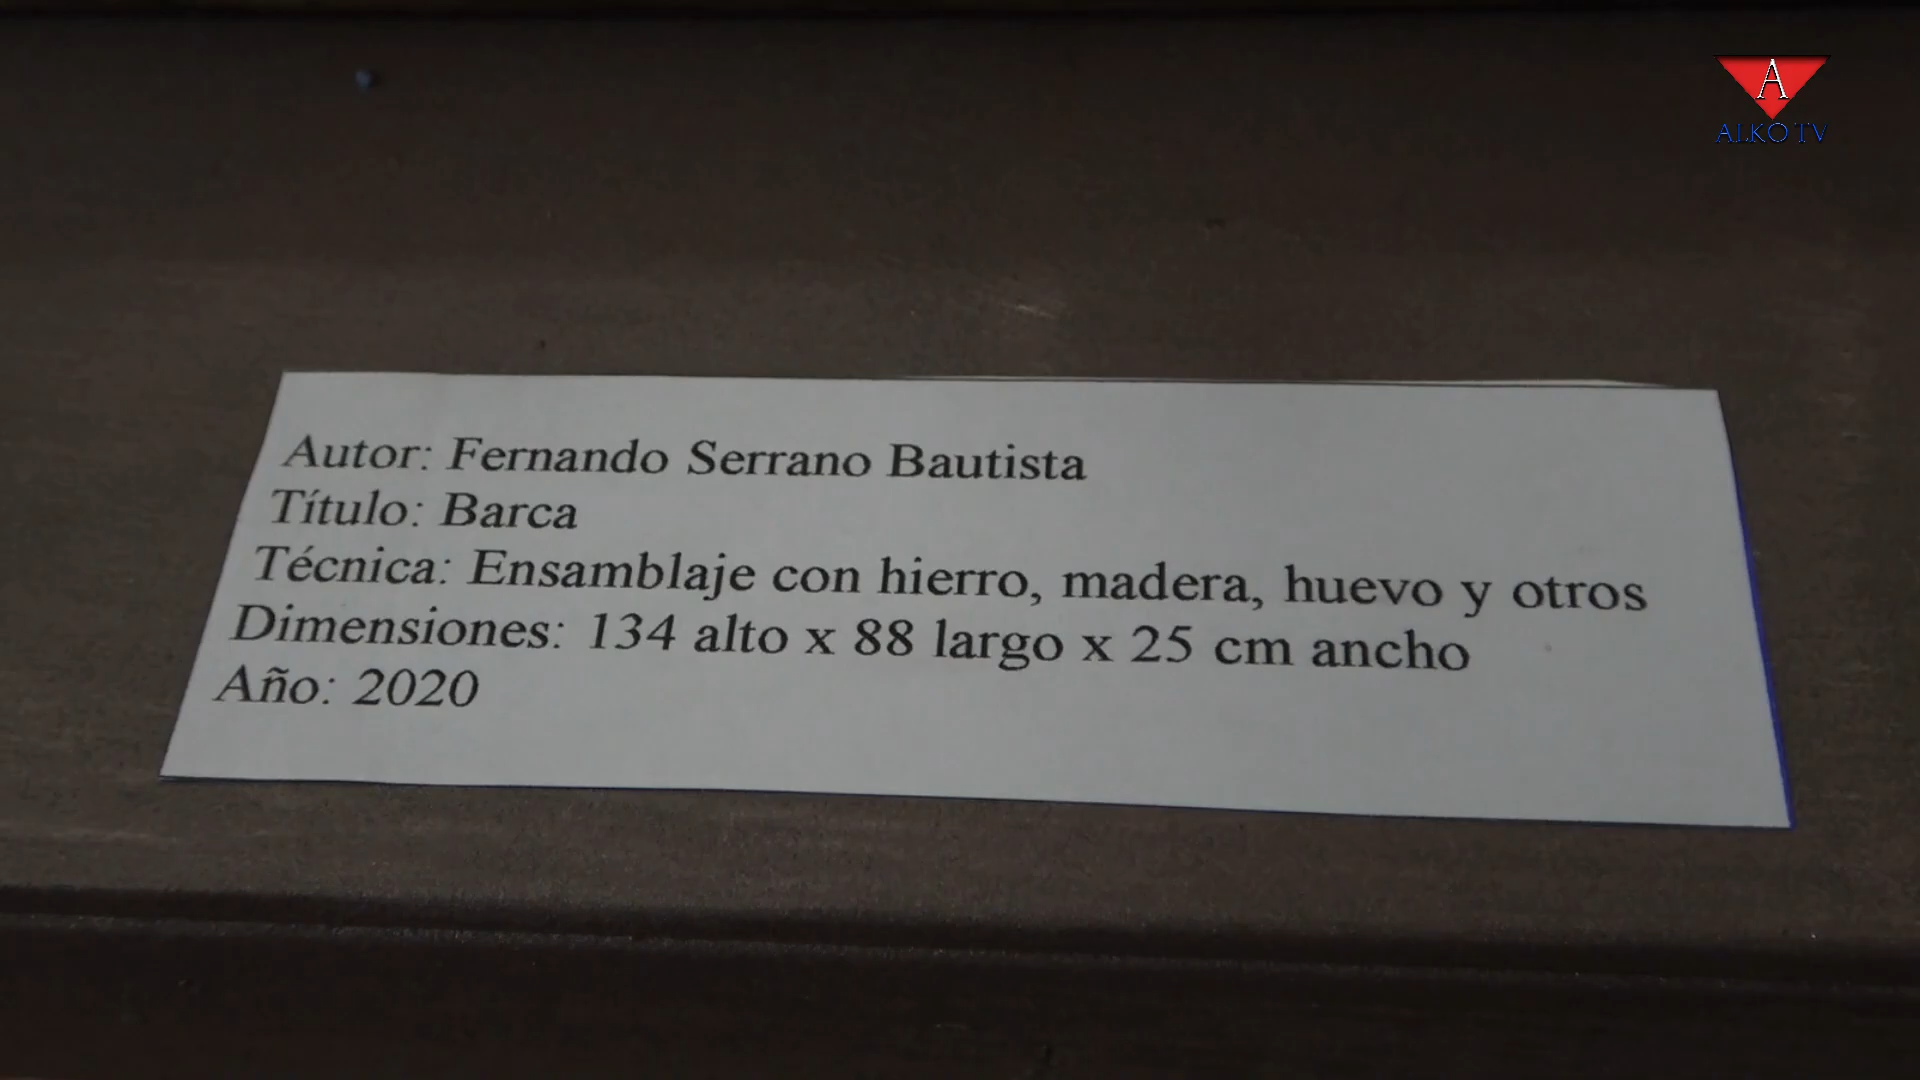 A
ALKO TV
Autor: Fernando Serrano Bautista
Título: Barca
Técnica: Ensamblaje con hierro, madera, huevo y otros
Dimensiones: 134 alto x 88 largo x 25 cm ancho
Año: 2020